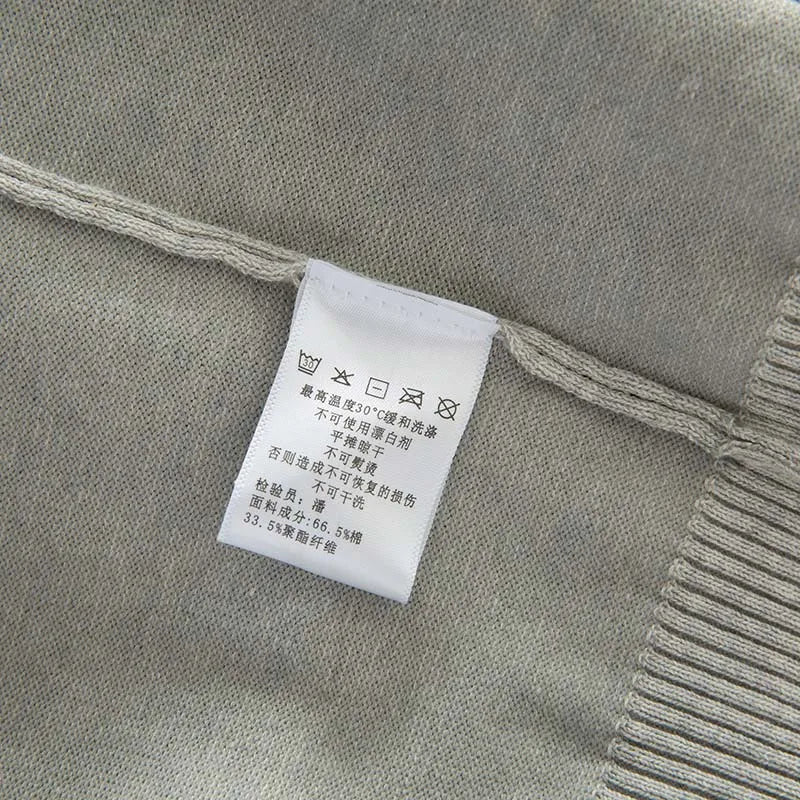 30
最高温度30°C缓和洗涤
不可使用漂白剂
平摊晾干
不可熨烫
否则造成不可恢复的损伤
不可干洗
检验员:潘
面料成分:66.5%棉
33.5%聚酯纤维